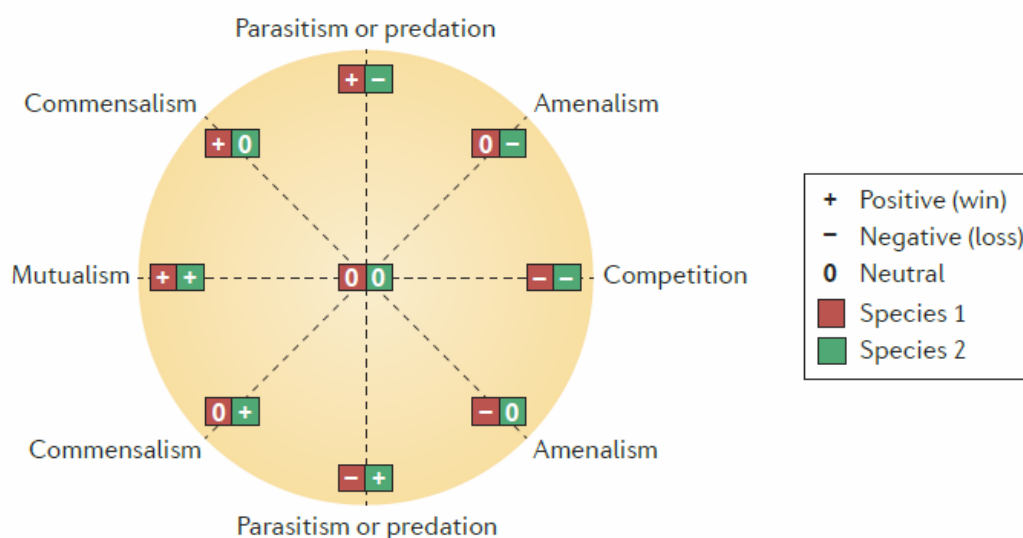 Parasitism or predation
+ −
Commensalism
Amenalism
+ 0
0 −
+ Positive (win)
− Negative (loss)
0 Neutral
Species 1
Species 2
Mutualism
+ +
0 0
− −
Competition
0 +
− 0
Commensalism
Amenalism
− +
Parasitism or predation